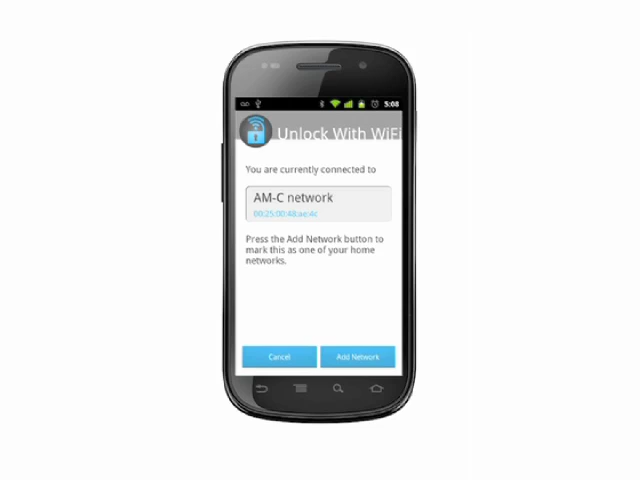 5:08
Unlock With WiFi
You are currently connected to
AM-C network
00:25:00:48:ae:4c
Press the Add Network button to
mark this as one of your home
networks.
Cancel
Add Network